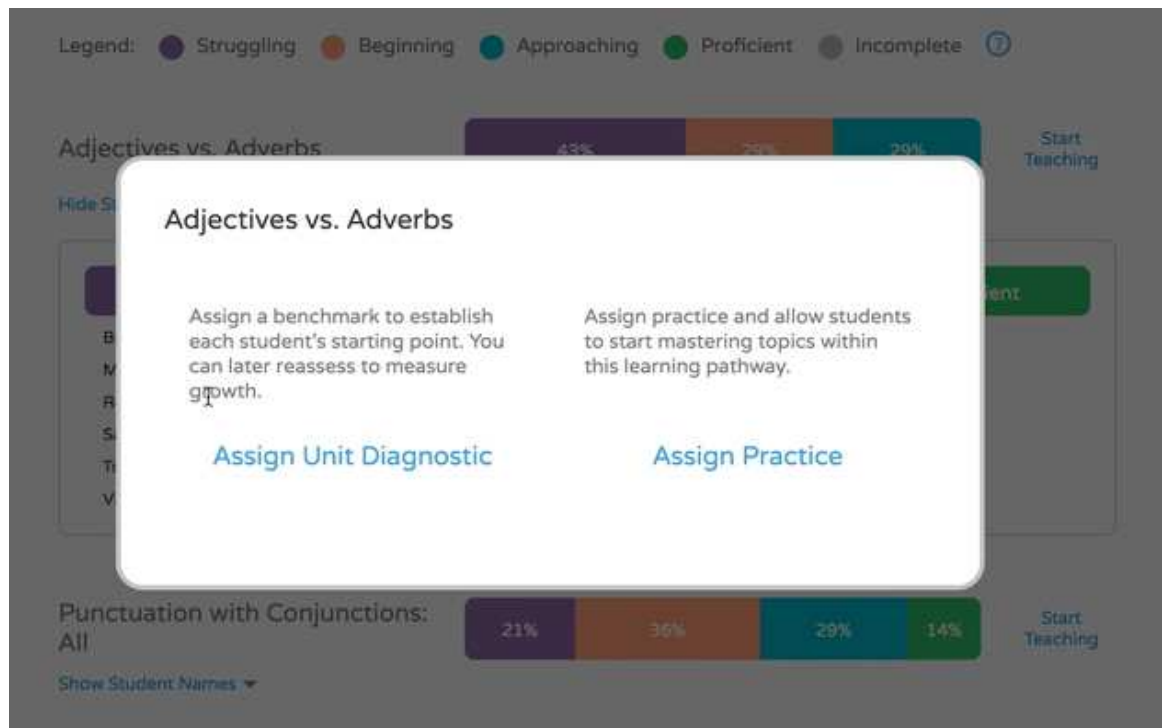 Legend: Struggling Beginning Approaching Proficient Incomplete ?
Adjectives vs. Adverbs 43% 29% 29% Start Teaching
Hide
Adjectives vs. Adverbs
Assign a benchmark to establish
each student's starting point. You
can later reassess to measure
growth.
Assign Unit Diagnostic
Assign practice and allow students
to start mastering topics within
this learning pathway.
Assign Practice
Punctuation with Conjunctions:
All
21% 36% 29% 14%
Start
Teaching
Show Student Names